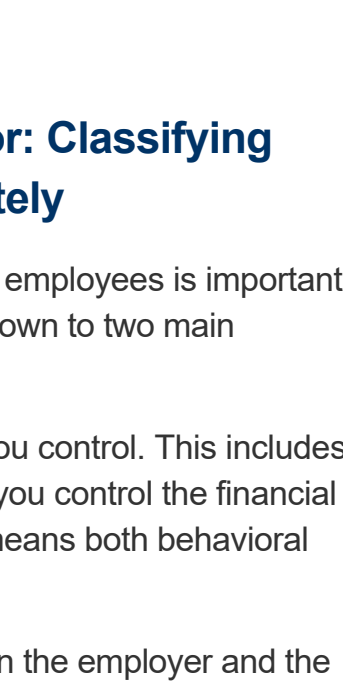 or: Classifying
tely
employees is important
own to two main
ou control. This includes
you control the financial
neans both behavioral
n the employer and the